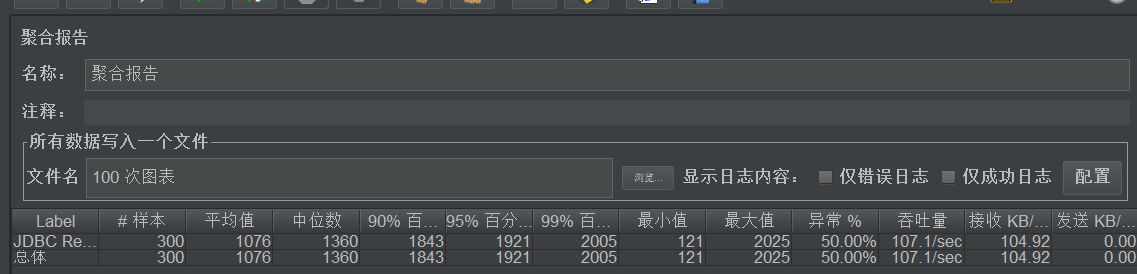 聚合报告
名称： 聚合报告
注释：
所有数据写入一个文件
文件名 100 次图表 浏览... 显示日志内容： 仅错误日志 仅成功日志 配置
Label # 样本 平均值 中位数 90% 百... 95% 百分... 99% 百... 最小值 最大值 异常 % 吞吐量 接收 KB/... 发送 KB/...
JDBC Re... 300 1076 1360 1843 1921 2005 121 2025 50.00% 107.1/sec 104.92 0.00
总体 300 1076 1360 1843 1921 2005 121 2025 50.00% 107.1/sec 104.92 0.00